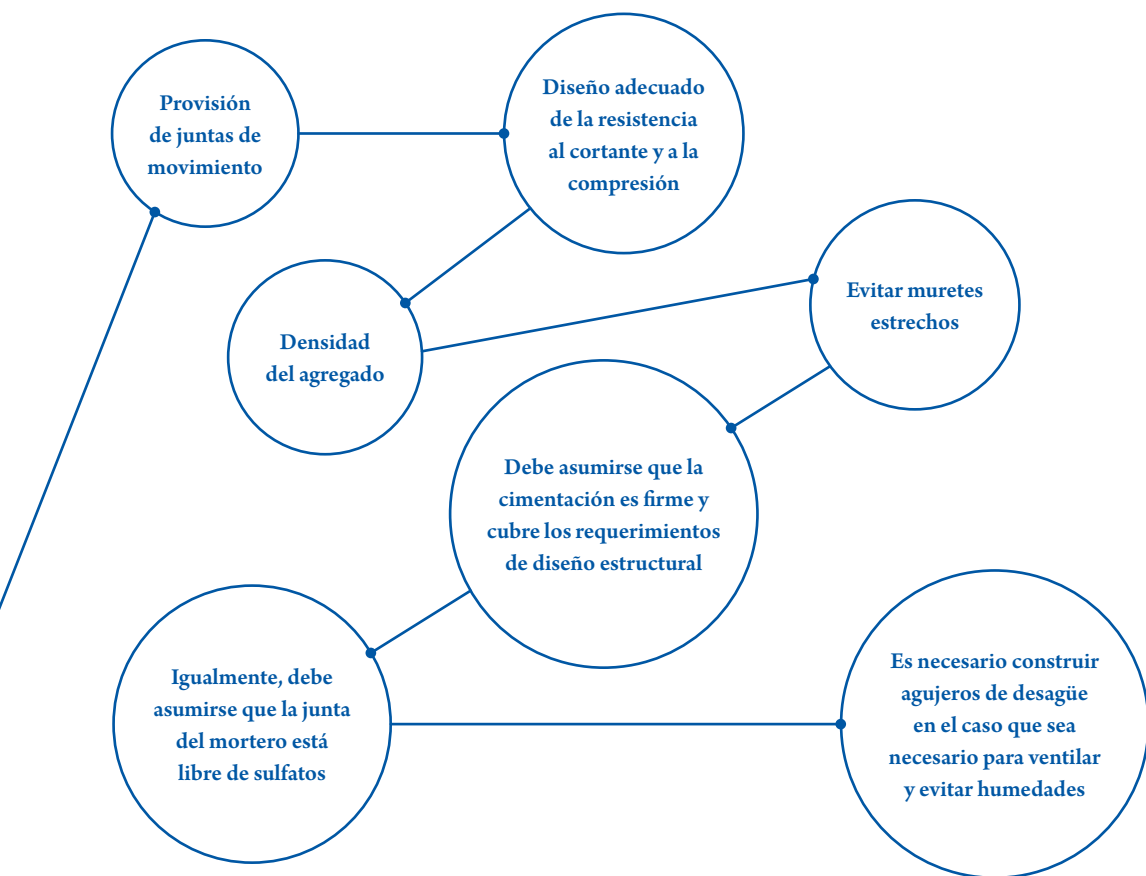 Provisión
de juntas de
movimiento
Diseño adecuado
de la resistencia
al cortante y a la
compresión
Densidad
del agregado
Evitar muretes
estrechos
Debe asumirse que la
cimentación es firme y
cubre los requerimientos
de diseño estructural
Igualmente, debe
asumirse que la junta
del mortero está
libre de sulfatos
Es necesario construir
agujeros de desagüe
en el caso que sea
necesario para ventilar
y evitar humedades